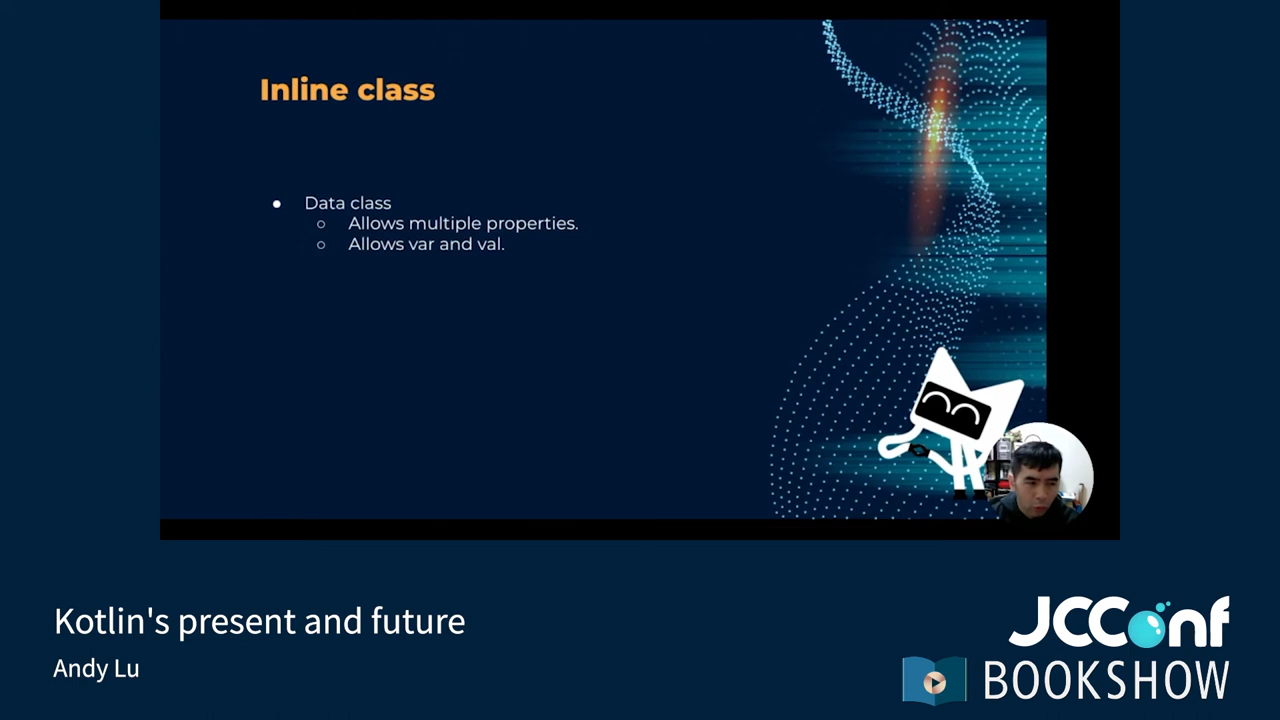 Inline class
● Data class
○ Allows multiple properties.
○ Allows var and val.
Kotlin's present and future
Andy Lu
JCConf
BOOKSHOW